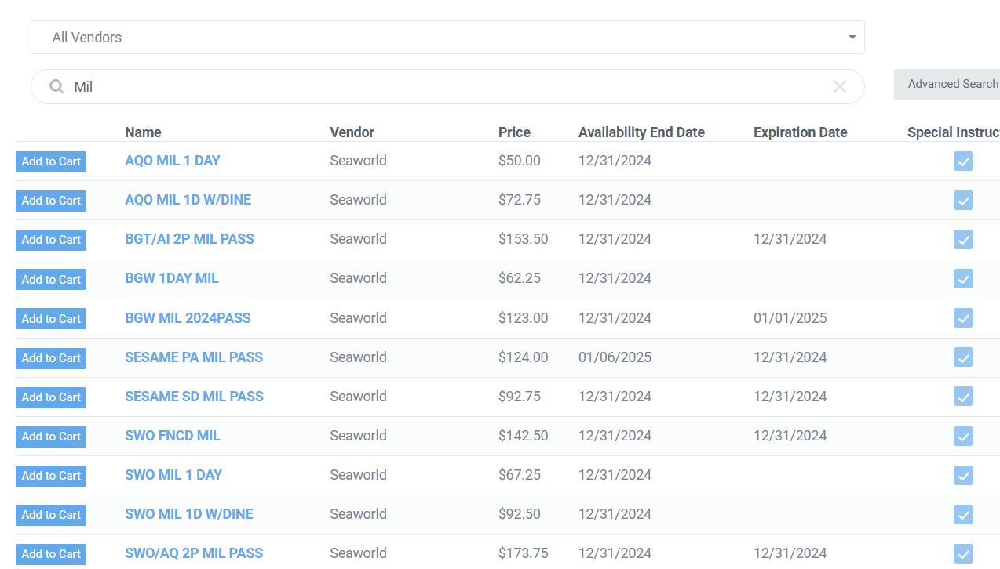 All Vendors
Mil
Advanced Search
Name Vendor Price Availability End Date Expiration Date Special Instruc
Add to Cart AQO MIL 1 DAY Seaworld $50.00 12/31/2024
Add to Cart AQO MIL 1D W/DINE Seaworld $72.75 12/31/2024
Add to Cart BGT/AI 2P MIL PASS Seaworld $153.50 12/31/2024 12/31/2024
Add to Cart BGW 1DAY MIL Seaworld $62.25 12/31/2024
Add to Cart BGW MIL 2024PASS Seaworld $123.00 12/31/2024 01/01/2025
Add to Cart SESAME PA MIL PASS Seaworld $124.00 01/06/2025 12/31/2024
Add to Cart SESAME SD MIL PASS Seaworld $92.75 12/31/2024 12/31/2024
Add to Cart SWO FNCD MIL Seaworld $142.50 12/31/2024 12/31/2024
Add to Cart SWO MIL 1 DAY Seaworld $67.25 12/31/2024
Add to Cart SWO MIL 1D W/DINE Seaworld $92.50 12/31/2024
Add to Cart SWO/AQ 2P MIL PASS Seaworld $173.75 12/31/2024 12/31/2024